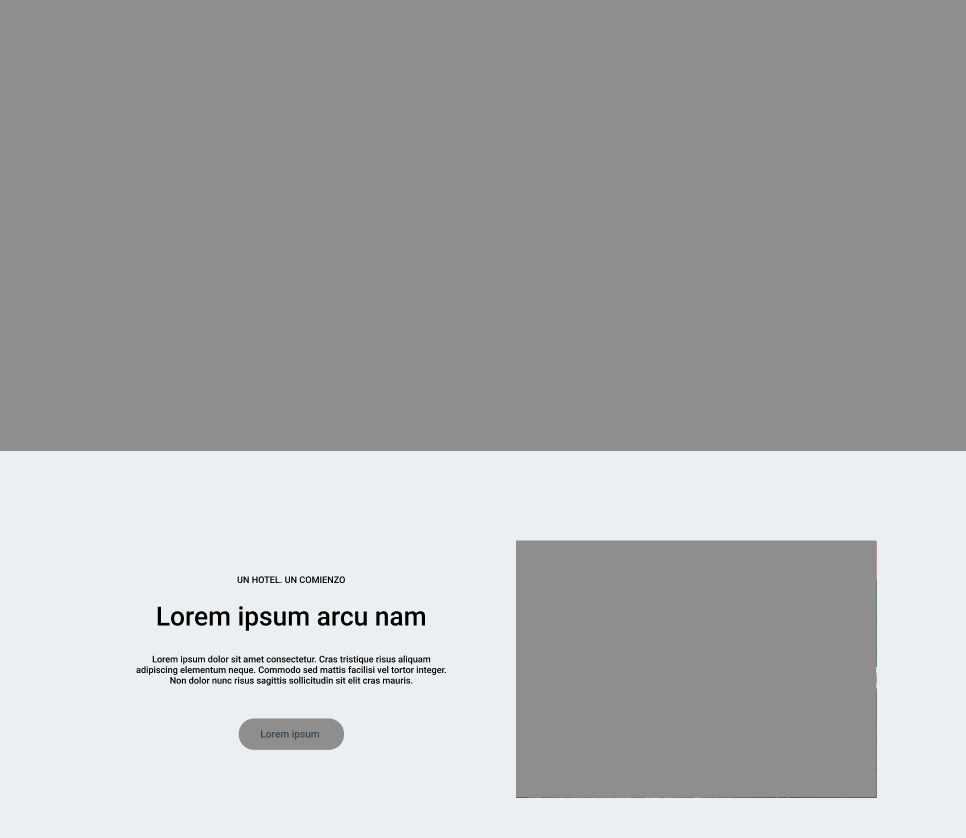 UN HOTEL. UN COMIENZO
Lorem ipsum arcu nam
Lorem ipsum dolor sit amet consectetur. Cras tristique risus aliquam
adipiscing elementum neque. Commodo sed mattis facilisi vel tortor integer.
Non dolor nunc risus sagittis sollicitudin sit elit cras mauris.
Lorem ipsum